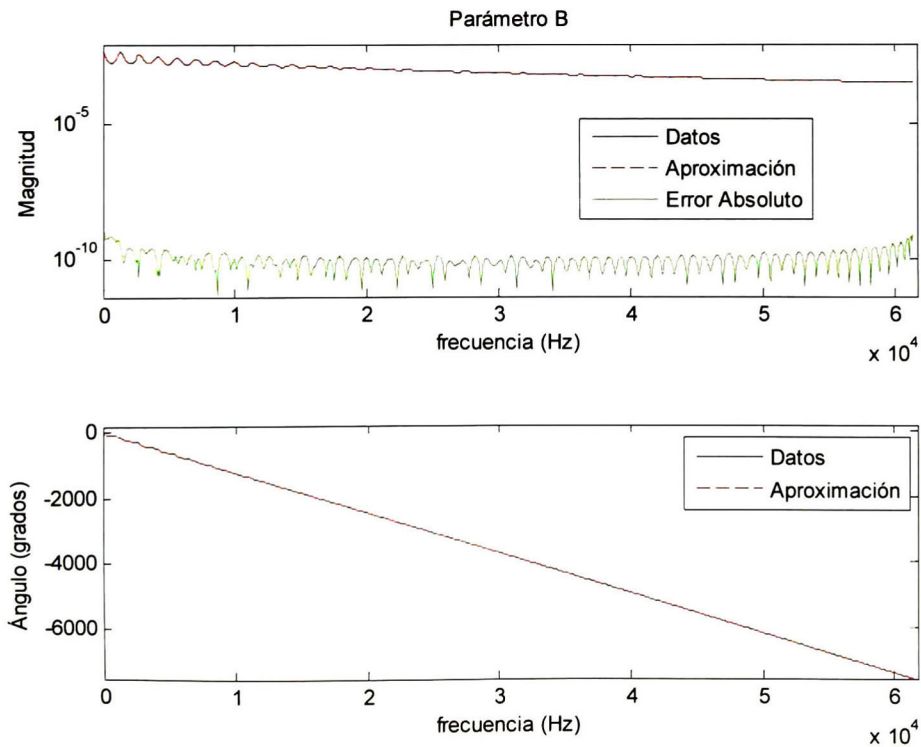 Parámetro B
Magnitud
10^-5
10^-10
Datos
Aproximación
Error Absoluto
0 1 2 3 4 5 6
frecuencia (Hz)
x 10^4
Ángulo (grados)
0
-2000
-4000
-6000
Datos
Aproximación
0 1 2 3 4 5 6
frecuencia (Hz)
x 10^4